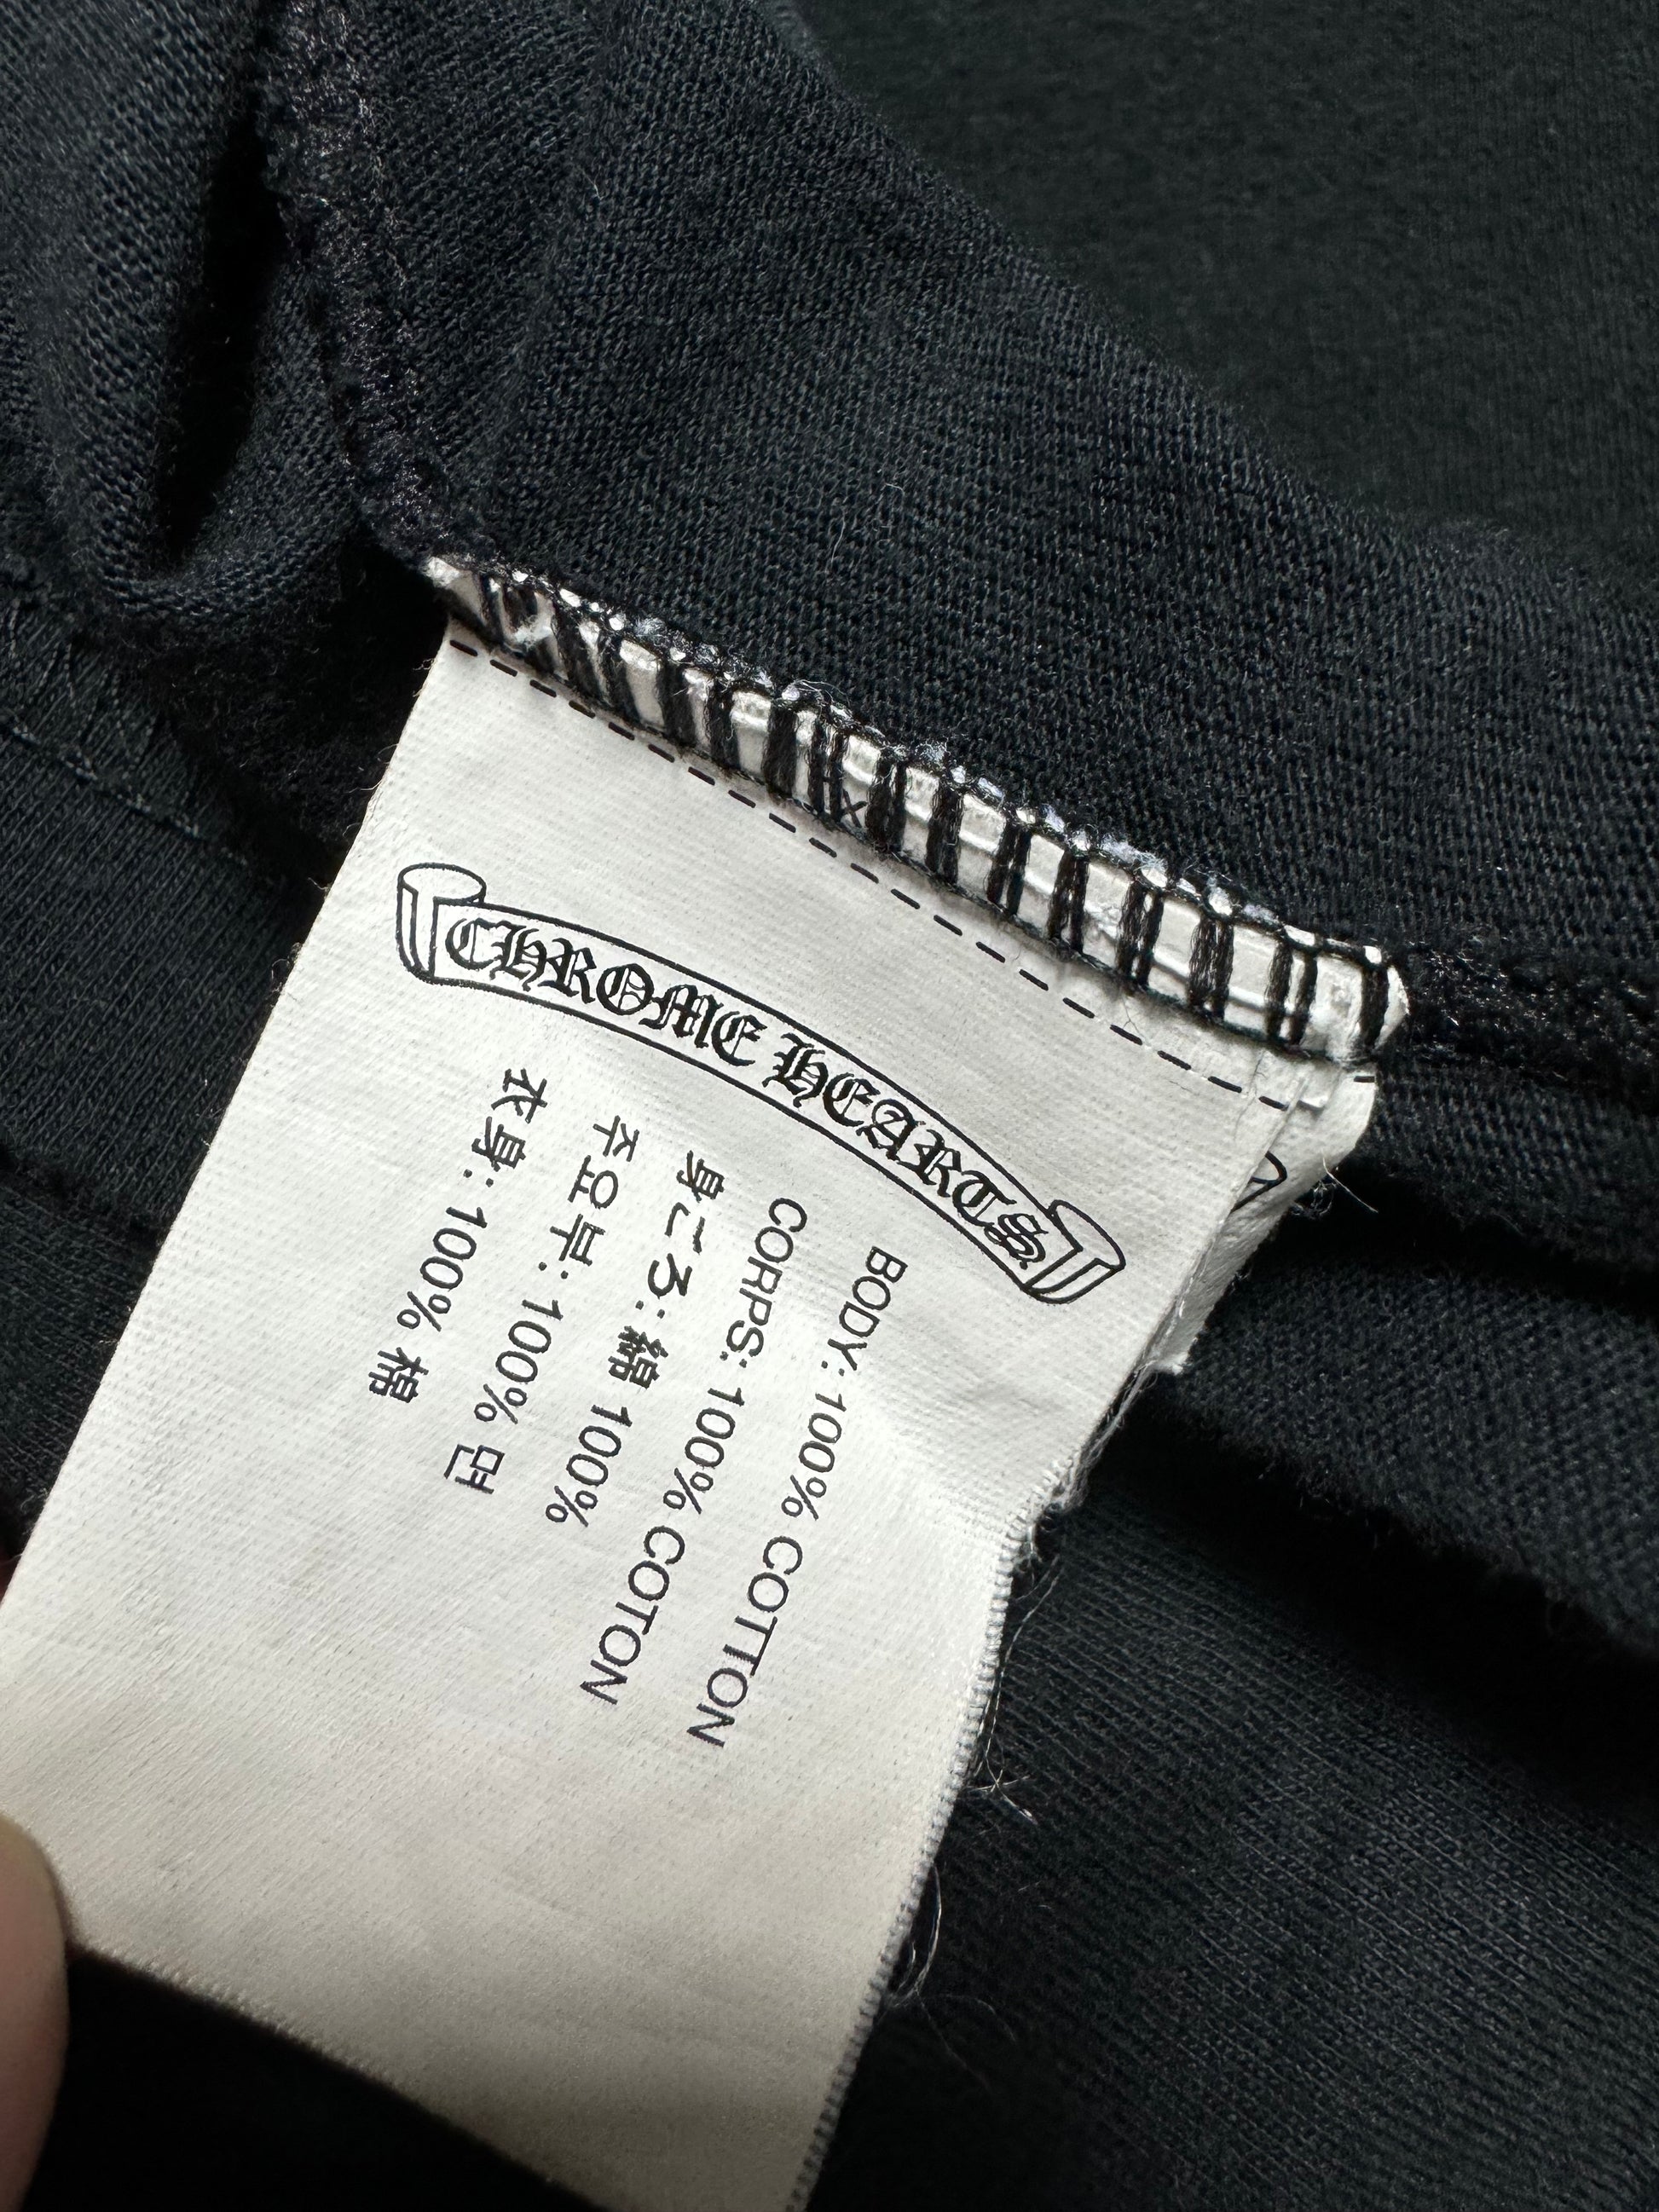 CHROME HEARTS
BODY: 100% COTTON
CORPS: 100% COTON
身ごろ: 綿 100%
주요부: 100% 면
衣身: 100% 棉